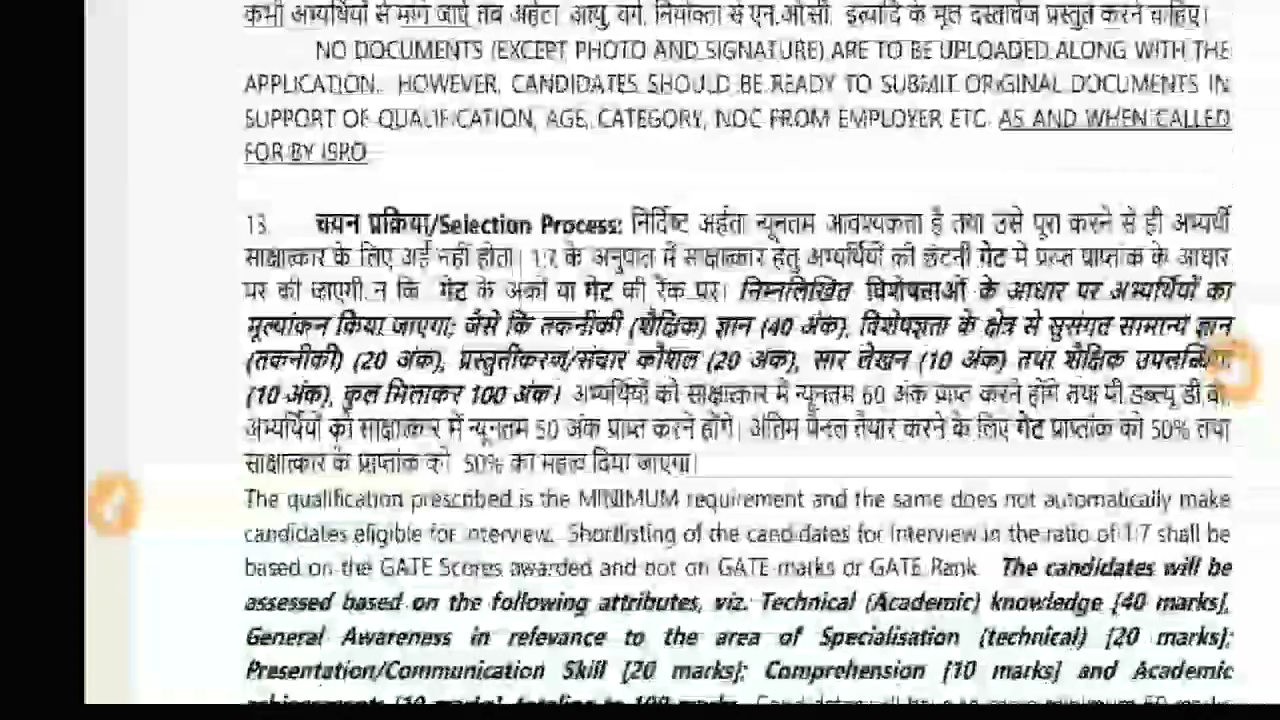 कभी अभ्यर्थियों से मांगे जाएं तब अर्हता, आयु, वर्ग, नियोक्ता से एन.ओ.सी. इत्यादि के मूल दस्तावेज प्रस्तुत करने चाहिए।
NO DOCUMENTS (EXCEPT PHOTO AND SIGNATURE) ARE TO BE UPLOADED ALONG WITH THE
APPLICATION. HOWEVER, CANDIDATES SHOULD BE READY TO SUBMIT ORIGINAL DOCUMENTS IN
SUPPORT OF QUALIFICATION, AGE, CATEGORY, NOC FROM EMPLOYER ETC. AS AND WHEN CALLED
FOR BY ISRO
13. चयन प्रक्रिया/Selection Process: निर्दिष्ट अर्हता न्यूनतम आवश्यकता है तथा उसे पूरा करने से ही अभ्यर्थी
साक्षात्कार के लिए अर्ह नहीं होता। 1:7 के अनुपात में साक्षात्कार हेतु अभ्यर्थियों की छंटनी गेट में प्राप्त प्राप्तांक के आधार
पर की जाएगी न कि गेट के अंकों या गेट की रैंक पर। निम्नलिखित विशेषताओं के आधार पर अभ्यर्थियों का
मूल्यांकन किया जाएगा; जैसे कि तकनीकी (शैक्षिक) ज्ञान (40 अंक), विशेषज्ञता के क्षेत्र से सुसंगत सामान्य ज्ञान
(तकनीकी) (20 अंक), प्रस्तुतीकरण/संचार कौशल (20 अंक), सार लेखन (10 अंक) तथा शैक्षिक
(10 अंक), कुल मिलाकर 100 अंक। अभ्यर्थियों को साक्षात्कार में न्यूनतम 60 अंक प्राप्त करने होंगे तथा पी.डब्ल्यू.डी.
अभ्यर्थियों को साक्षात्कार में न्यूनतम 50 अंक प्राप्त करने होंगे। अंतिम पैनल तैयार करने के लिए गेट प्राप्तांक को 50% तथा
साक्षात्कार के प्राप्तांक को 50% का महत्व दिया जाएगा।
The qualification prescribed is the MINIMUM requirement and the same does not automatically make
candidates eligible for interview. Shortlisting of the candidates for Interview in the ratio of 1:7 shall be
based on the GATE Scores awarded and not on GATE marks or GATE Rank. The candidates will be
assessed based on the following attributes, viz. Technical (Academic) knowledge [40 marks],
General Awareness in relevance to the area of Specialisation (technical) [20 marks];
Presentation/Communication Skill [20 marks]; Comprehension [10 marks] and Academic